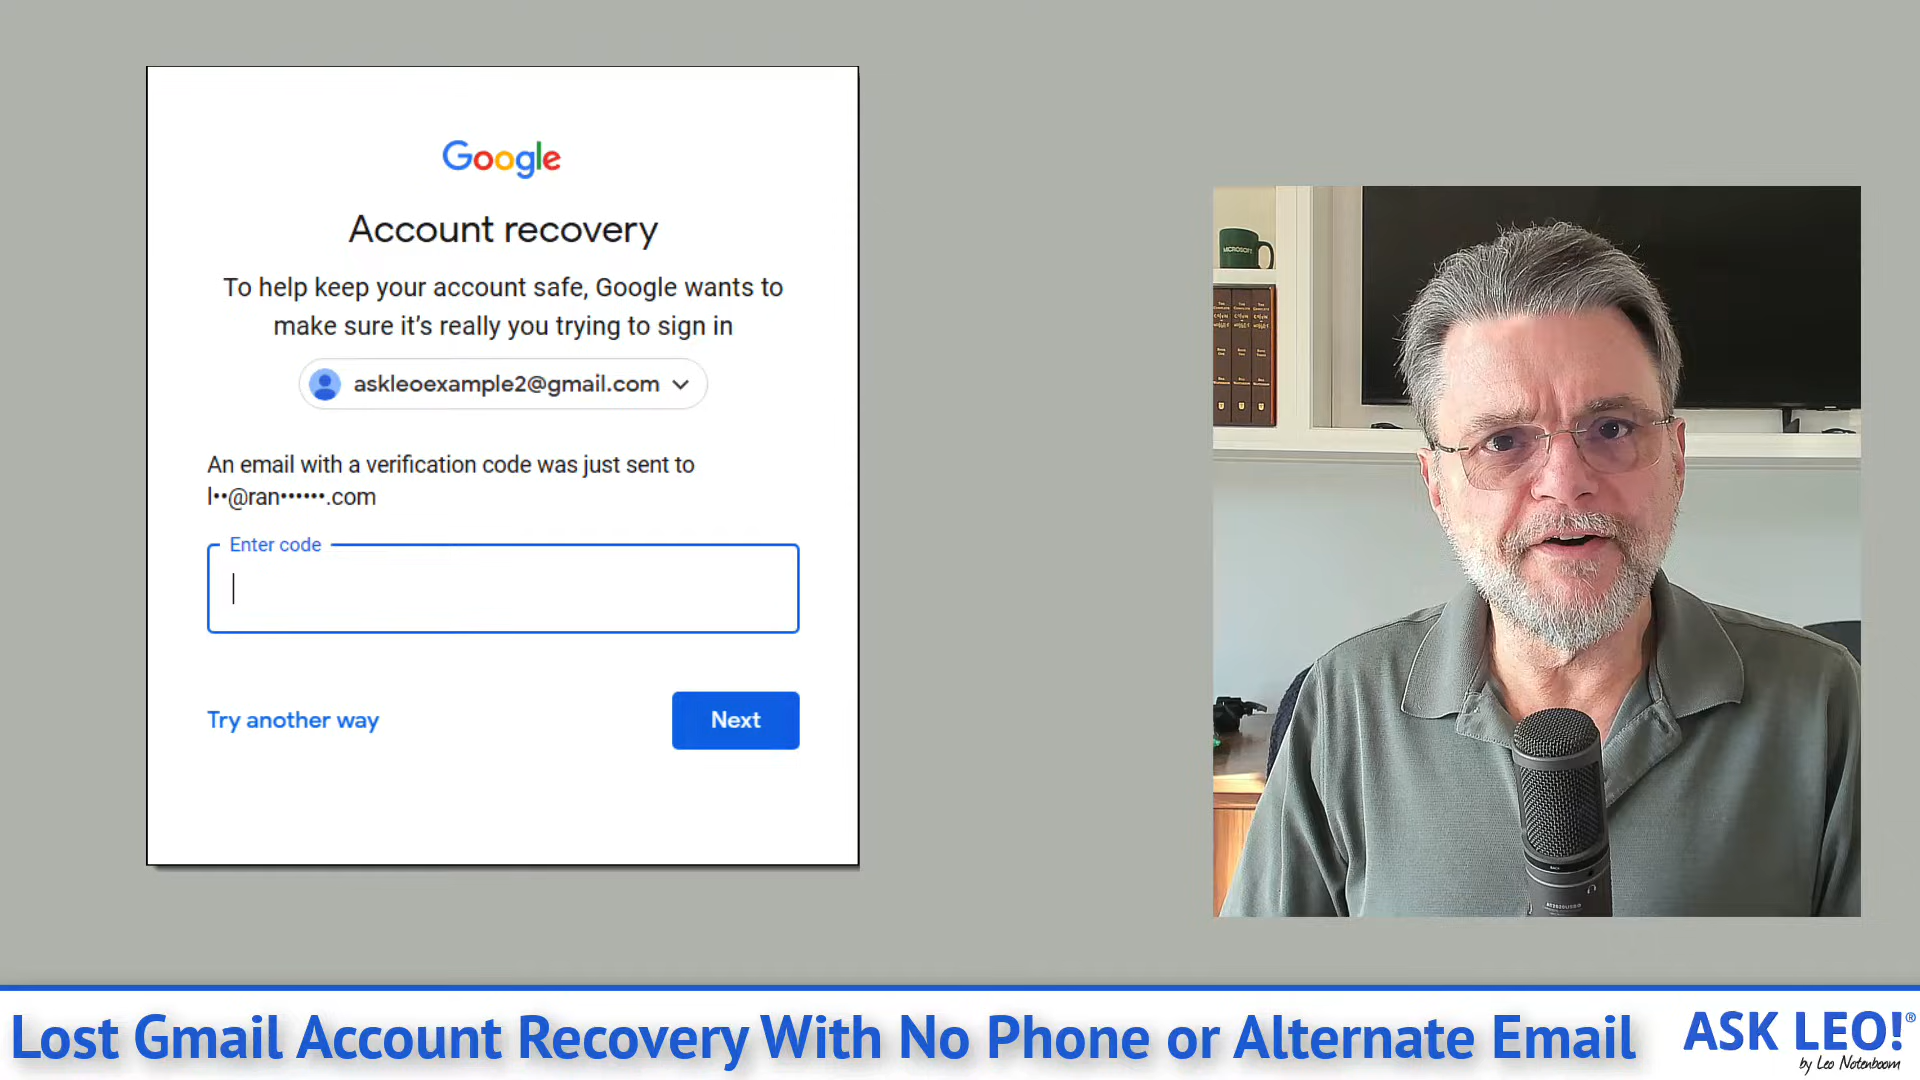 Google
Account recovery
To help keep your account safe, Google wants to
make sure it’s really you trying to sign in
askleoexample2@gmail.com
An email with a verification code was just sent to
l••@ran••••••.com
Enter code
Try another way
Next
MICROSOFT
Lost Gmail Account Recovery With No Phone or Alternate Email
ASK LEO!®
by Leo Notenboom